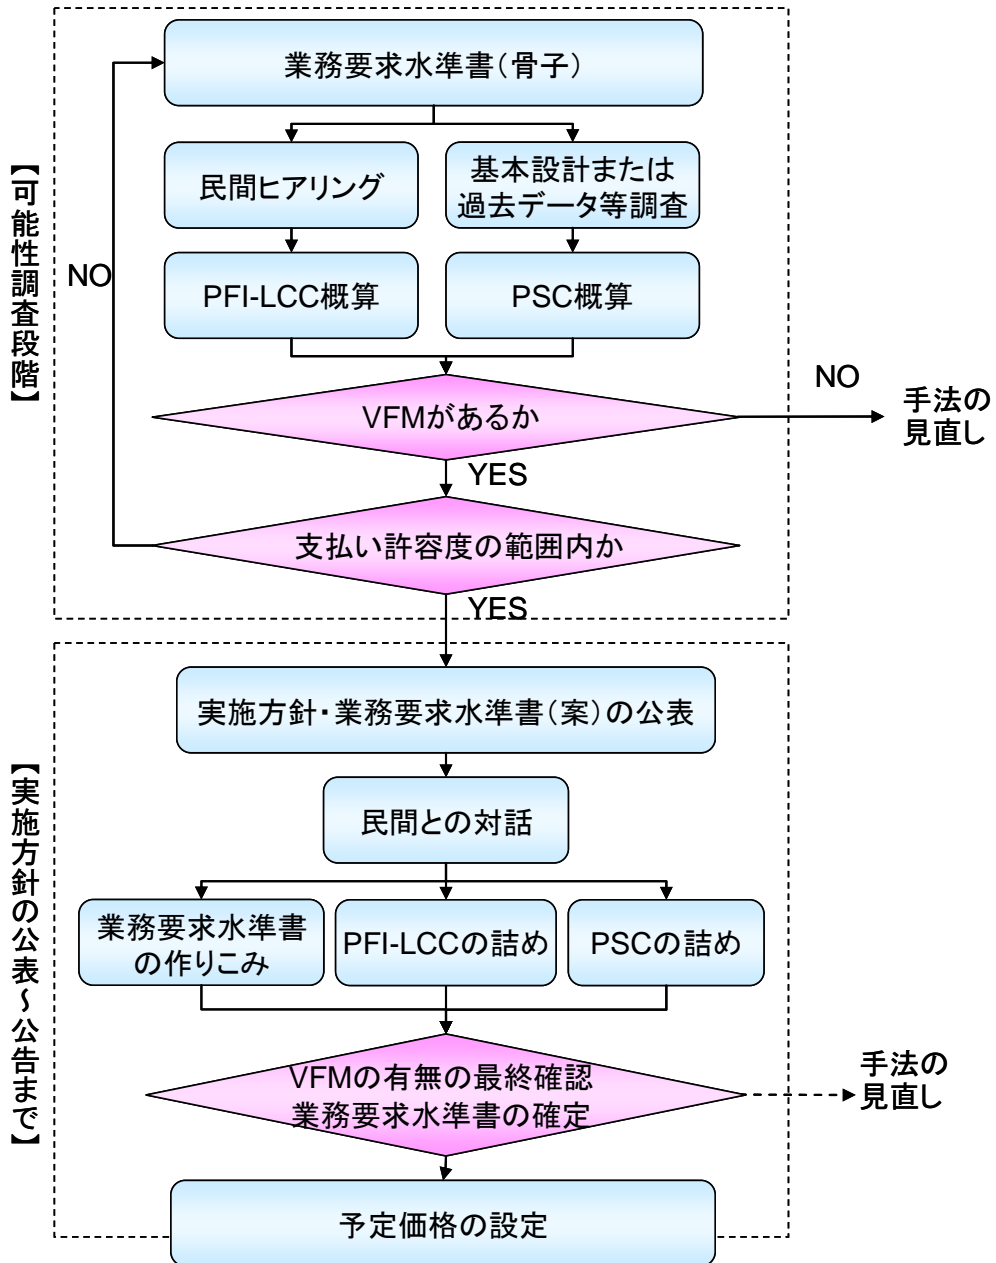 【可能性調査段階】
業務要求水準書（骨子）
民間ヒアリング
基本設計または
過去データ等調査
NO
PFI-LCC概算
PSC概算
VFMがあるか
NO
手法の
見直し
YES
支払い許容度の範囲内か
YES
【実施方針の公表～公告まで】
実施方針・業務要求水準書（案）の公表
民間との対話
業務要求水準書
の作りこみ
PFI-LCCの詰め
PSCの詰め
VFMの有無の最終確認
業務要求水準書の確定
手法の
見直し
予定価格の設定